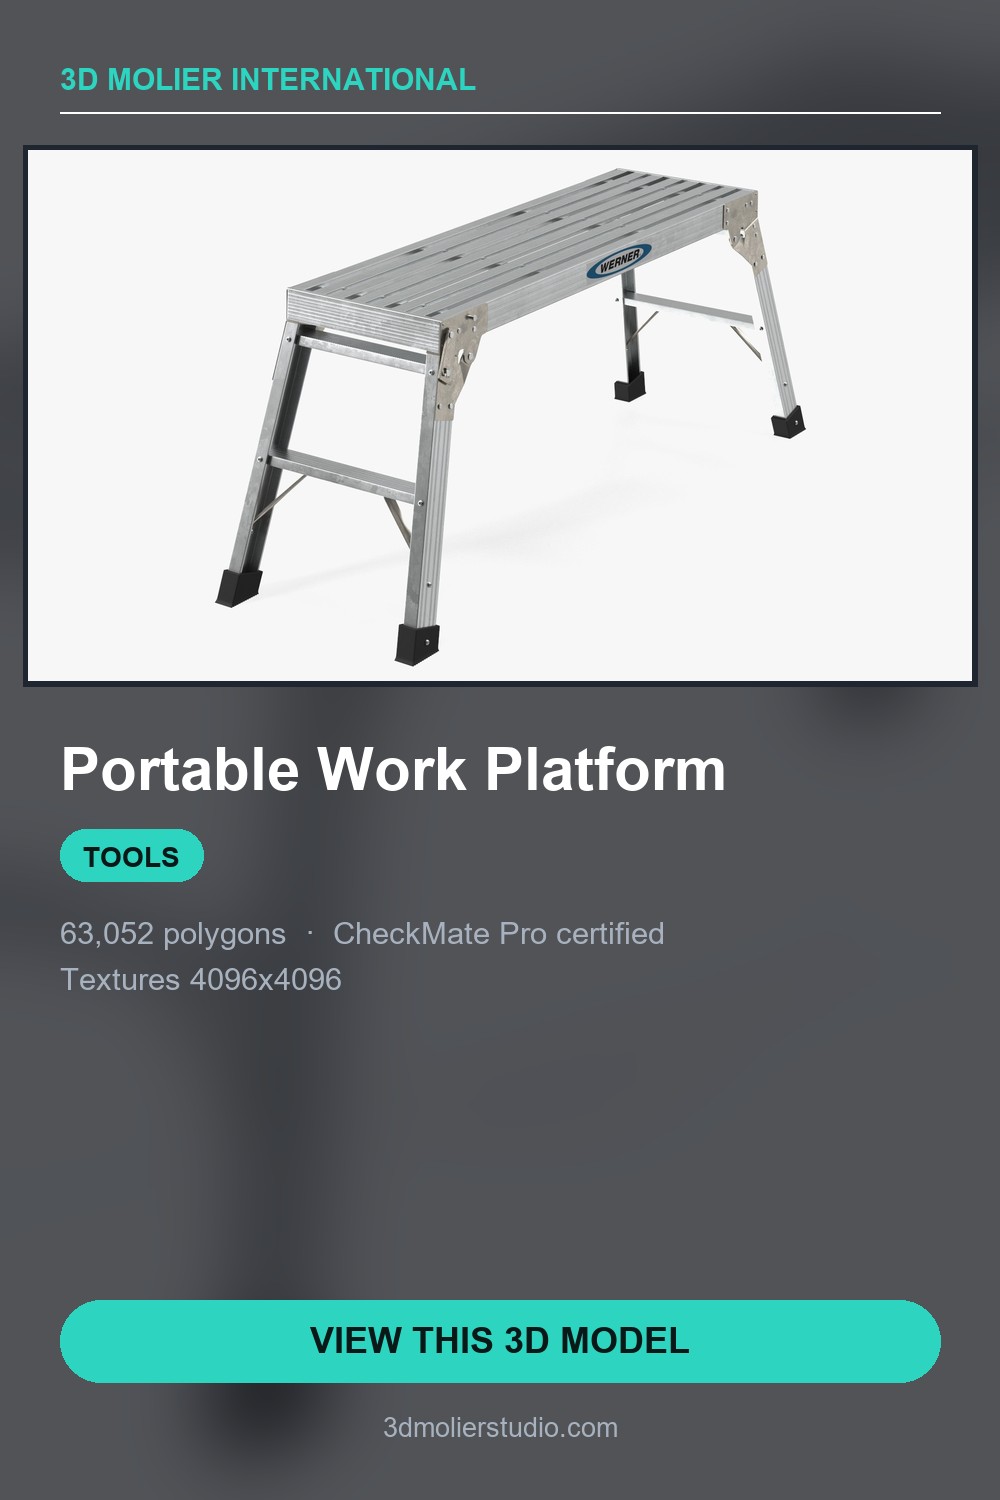 3D MOLIER INTERNATIONAL
WERNER
Portable Work Platform
TOOLS
63,052 polygons · CheckMate Pro certified
Textures 4096x4096
VIEW THIS 3D MODEL
3dmolierstudio.com